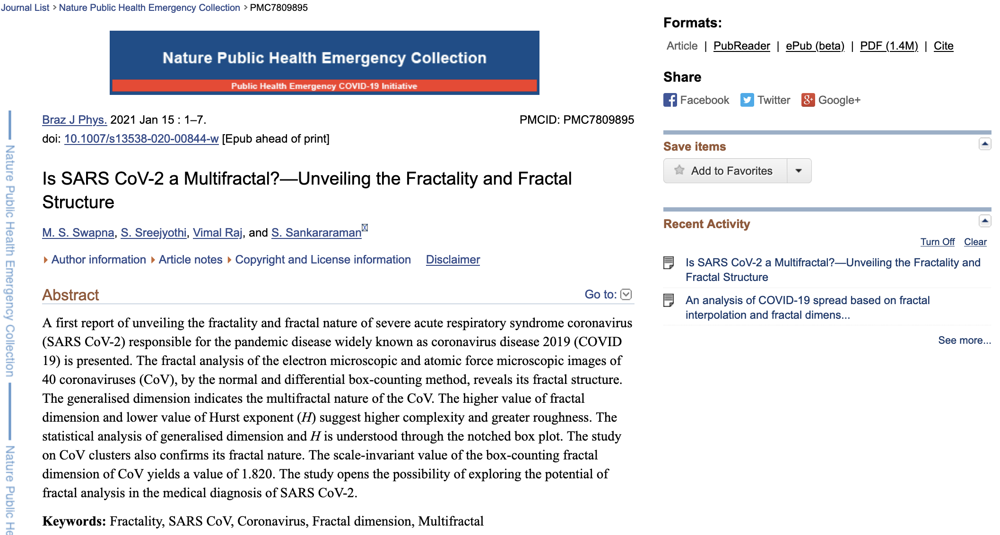 Journal List > Nature Public Health Emergency Collection > PMC7809895
Nature Public Health Emergency Collection
Public Health Emergency COVID-19 Initiative
Braz J Phys. 2021 Jan 15 : 1–7.
PMCID: PMC7809895
doi: 10.1007/s13538-020-00844-w [Epub ahead of print]
Is SARS CoV-2 a Multifractal?—Unveiling the Fractality and Fractal
Structure
M. S. Swapna, S. Sreejyothi, Vimal Raj, and S. Sankararaman
Author information Article notes Copyright and License information Disclaimer
Abstract
Go to:
A first report of unveiling the fractality and fractal nature of severe acute respiratory syndrome coronavirus
(SARS CoV-2) responsible for the pandemic disease widely known as coronavirus disease 2019 (COVID
19) is presented. The fractal analysis of the electron microscopic and atomic force microscopic images of
40 coronaviruses (CoV), by the normal and differential box-counting method, reveals its fractal structure.
The generalised dimension indicates the multifractal nature of the CoV. The higher value of fractal
dimension and lower value of Hurst exponent (H) suggest higher complexity and greater roughness. The
statistical analysis of generalised dimension and H is understood through the notched box plot. The study
on CoV clusters also confirms its fractal nature. The scale-invariant value of the box-counting fractal
dimension of CoV yields a value of 1.820. The study opens the possibility of exploring the potential of
fractal analysis in the medical diagnosis of SARS CoV-2.
Keywords: Fractality, SARS CoV, Coronavirus, Fractal dimension, Multifractal
Nature Public Health Emergency Collection
Nature Public He
Formats:
Article | PubReader | ePub (beta) | PDF (1.4M) | Cite
Share
Facebook Twitter Google+
Save items
Add to Favorites
Recent Activity
Turn Off Clear
Is SARS CoV-2 a Multifractal?—Unveiling the Fractality and
Fractal Structure
An analysis of COVID-19 spread based on fractal
interpolation and fractal dimens...
See more...